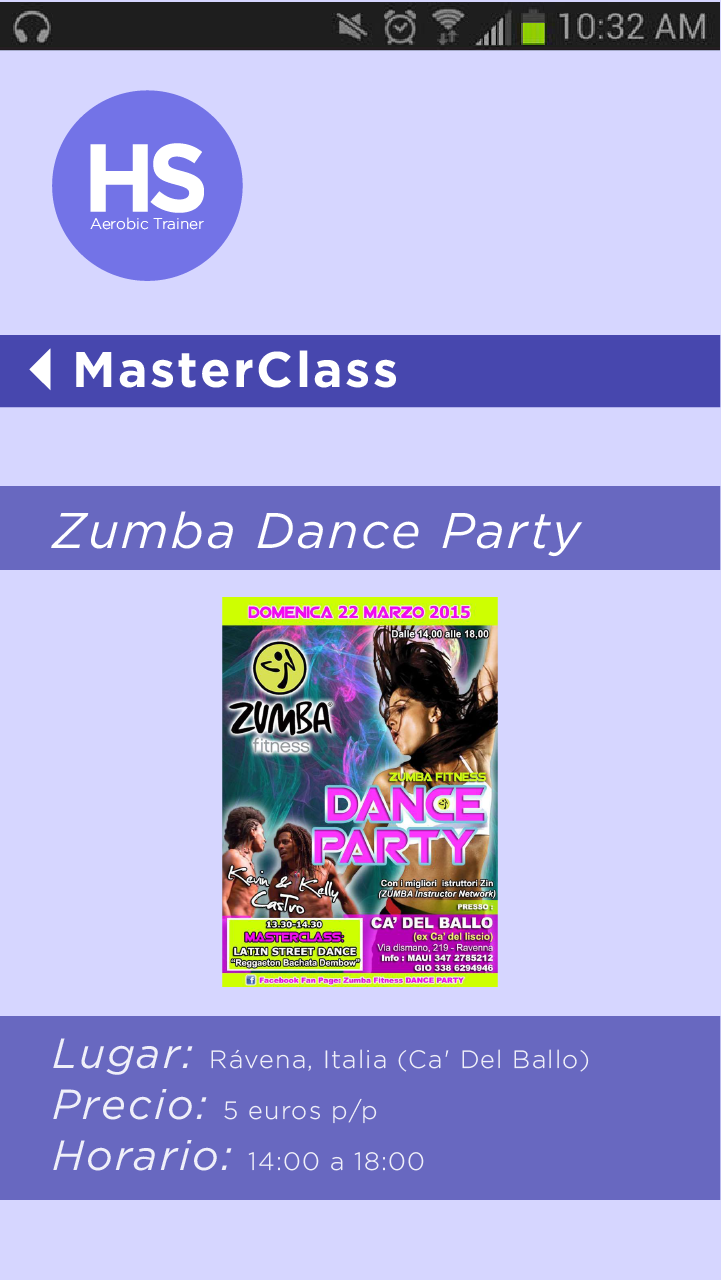 10:32 AM
HS
Aerobic Trainer
MasterClass
Zumba Dance Party
DOMENICA 22 MARZO 2015
Dalle 14,00 alle 18,00
ZUMBA®
fitness
ZUMBA FITNESS
DANCE
PARTY
Kevin & Kelly
Castro
Con i migliori istruttori Zin
(ZUMBA Instructor Network)
PRESSO :
13.30-14.30
MASTERCLASS:
LATIN STREET DANCE
"Reggaeton Bachata Dembow"
CA' DEL BALLO
(ex Ca' del liscio)
Via dismano, 219 - Ravenna
Info : MAUI 347 2785212
GIO 338 6294946
Facebook Fan Page: Zumba Fitness DANCE PARTY
Lugar: Rávena, Italia (Ca' Del Ballo)
Precio: 5 euros p/p
Horario: 14:00 a 18:00